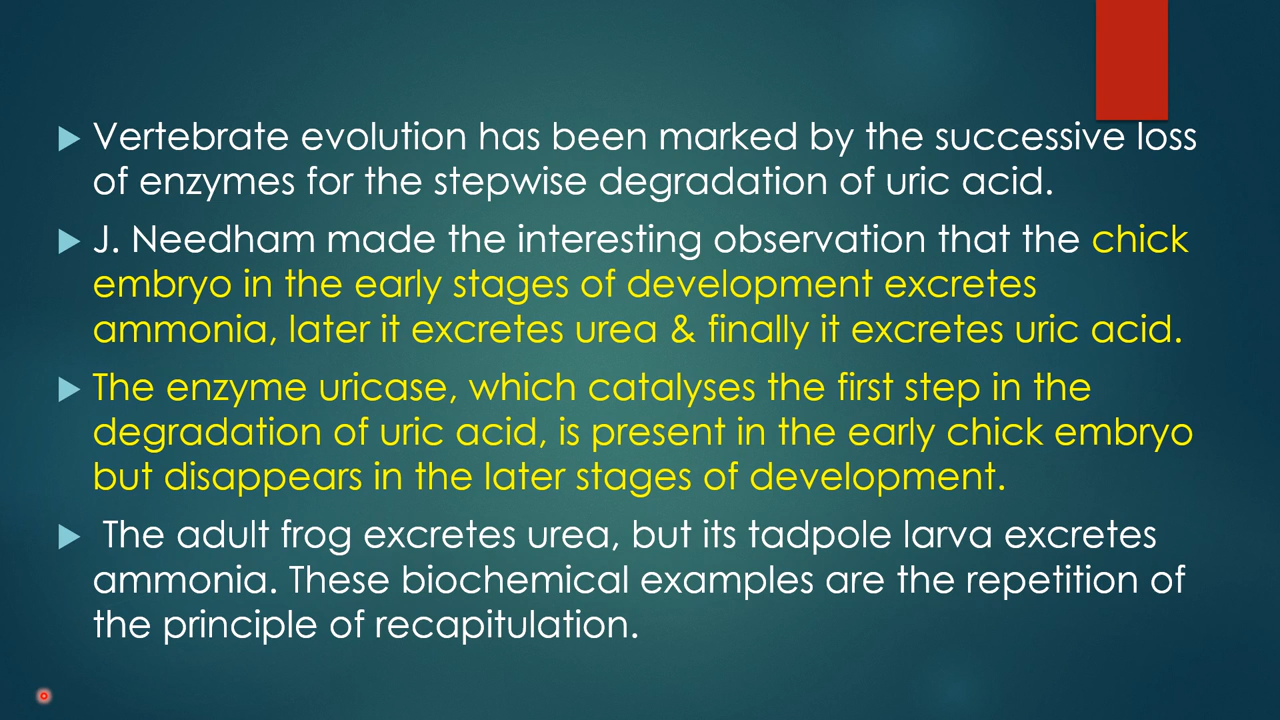 Vertebrate evolution has been marked by the successive loss
of enzymes for the stepwise degradation of uric acid.
J. Needham made the interesting observation that the chick
embryo in the early stages of development excretes
ammonia, later it excretes urea & finally it excretes uric acid.
The enzyme uricase, which catalyses the first step in the
degradation of uric acid, is present in the early chick embryo
but disappears in the later stages of development.
The adult frog excretes urea, but its tadpole larva excretes
ammonia. These biochemical examples are the repetition of
the principle of recapitulation.